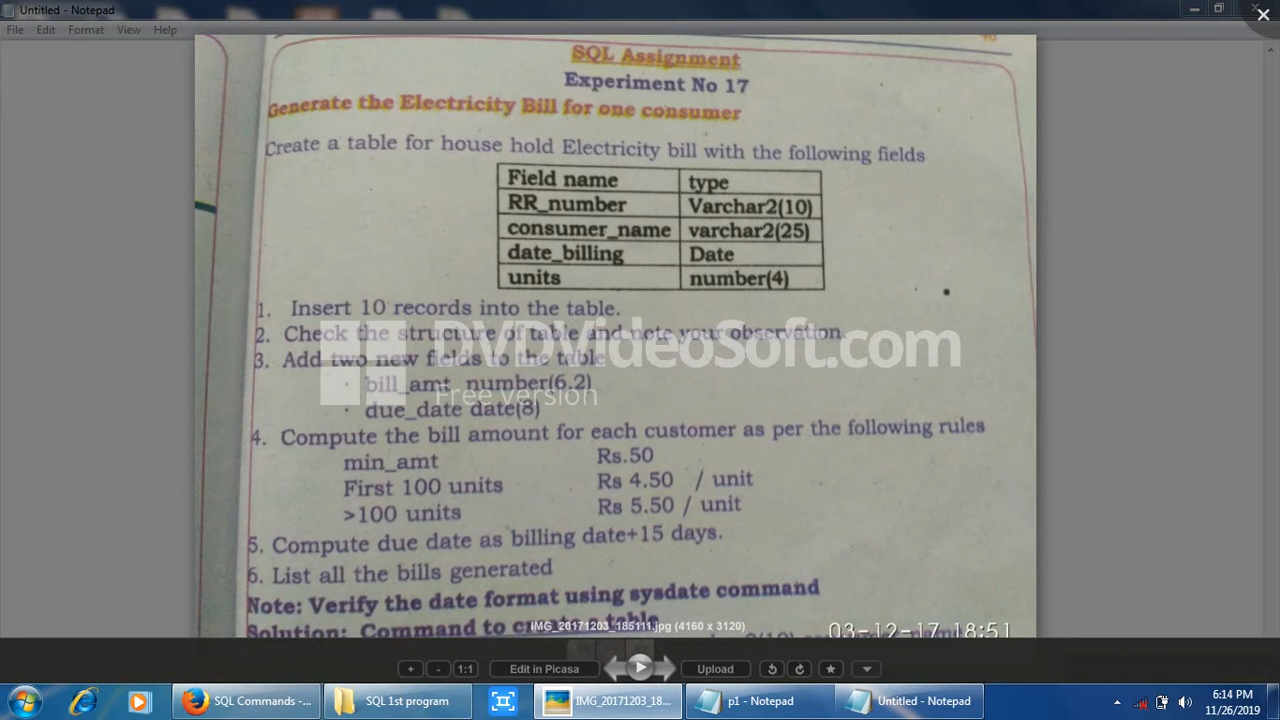 Untitled - Notepad
File Edit Format View Help
SQL Assignment
Experiment No 17
Generate the Electricity Bill for one consumer
Create a table for house hold Electricity bill with the following fields
Field name type
RR_number Varchar2(10)
consumer_name varchar2(25)
date_billing Date
units number(4)
1. Insert 10 records into the table.
2. Check the structure of table and note your observation.
3. Add two new fields to the table
· bill_amt number(6,2)
· due_date date(8)
DVDVideoSoft.com
Free version
4. Compute the bill amount for each customer as per the following rules
min_amt Rs.50
First 100 units Rs 4.50 / unit
>100 units Rs 5.50 / unit
5. Compute due date as billing date+15 days.
6. List all the bills generated
Note: Verify the date format using sysdate command
Solution: Command to create table
IMG_20171203_185111.jpg (4160 x 3120)
03-12-17 18:51
+ - 1:1 Edit in Picasa Upload
SQL Commands -... SQL 1st program IMG_20171203_18... p1 - Notepad Untitled - Notepad
6:14 PM
11/26/2019